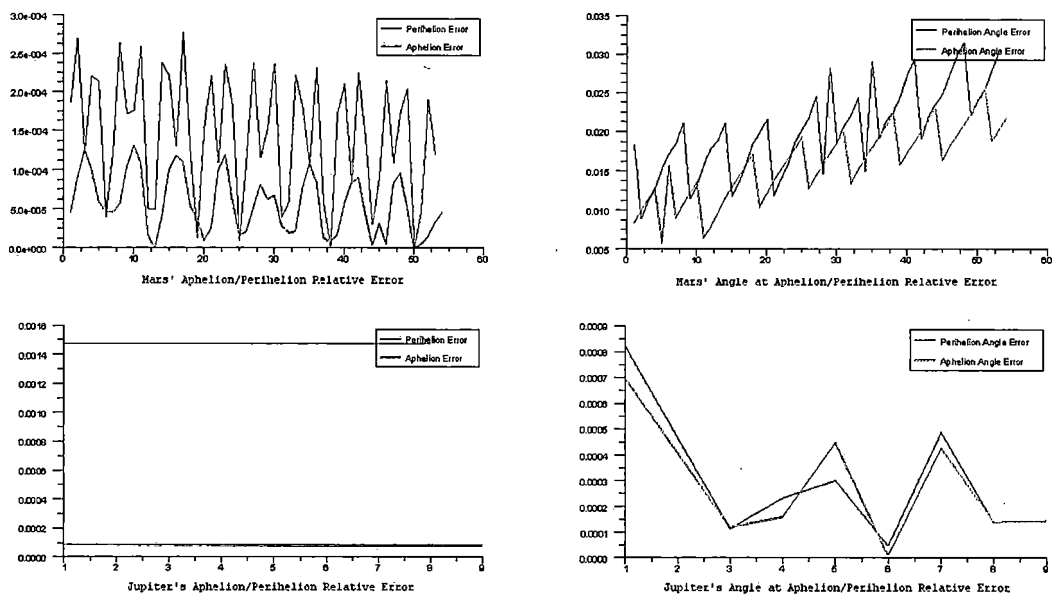 3.0e-004
2.5e-004
2.0e-004
1.5e-004
1.0e-004
5.0e-005
0.0e+000
0 10 20 30 40 50 60
Perihelion Error
Aphelion Error
Mars' Aphelion/Perihelion Relative Error
0.035
0.030
0.025
0.020
0.015
0.010
0.005
0 10 20 30 40 50 60
Perihelion Angle Error
Aphelion Angle Error
Mars' Angle at Aphelion/Perihelion Relative Error
0.0016
0.0014
0.0012
0.0010
0.0008
0.0006
0.0004
0.0002
0.0000
1 2 3 4 5 6 7 8 9
Perihelion Error
Aphelion Error
Jupiter's Aphelion/Perihelion Relative Error
0.0009
0.0008
0.0007
0.0006
0.0005
0.0004
0.0003
0.0002
0.0001
0.0000
1 2 3 4 5 6 7 8 9
Perihelion Angle Error
Aphelion Angle Error
Jupiter's Angle at Aphelion/Perihelion Relative Error